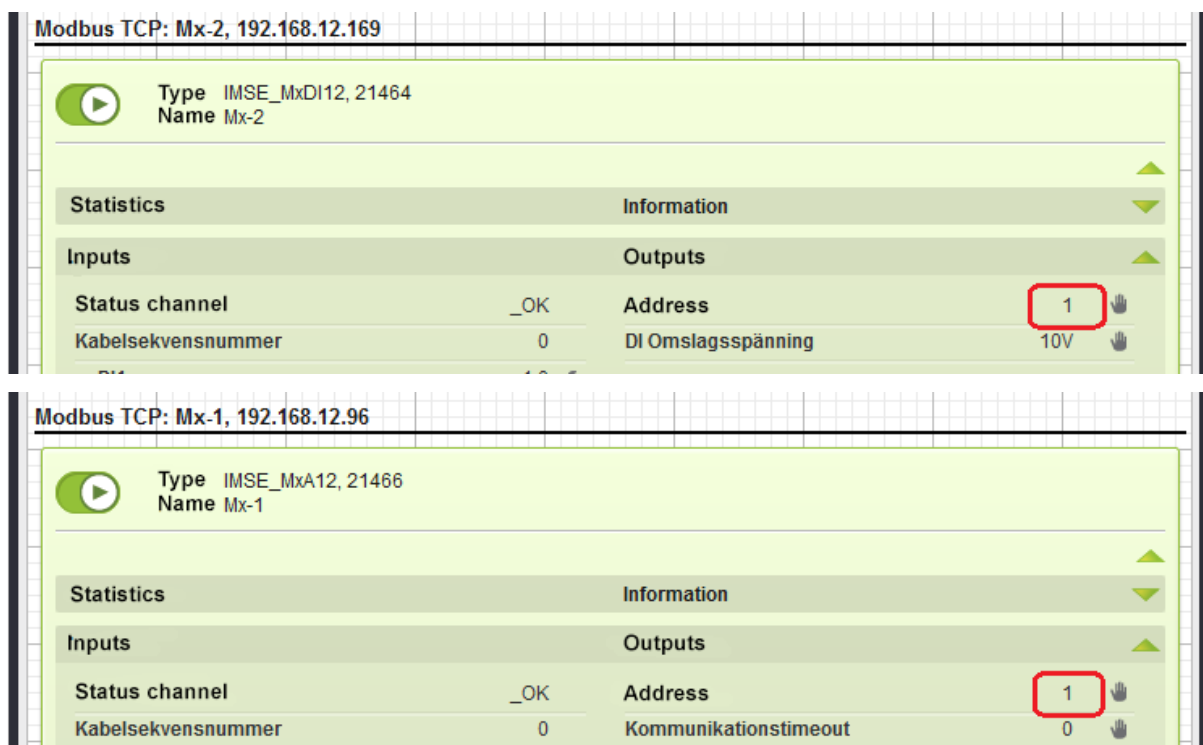 Modbus TCP: Mx-2, 192.168.12.169
Type IMSE_MxDI12, 21464
Name Mx-2
Statistics Information
Inputs Outputs
Status channel _OK Address 1
Kabelsekvensnummer 0 DI Omslagsspänning 10V
Modbus TCP: Mx-1, 192.168.12.96
Type IMSE_MxA12, 21466
Name Mx-1
Statistics Information
Inputs Outputs
Status channel _OK Address 1
Kabelsekvensnummer 0 Kommunikationstimeout 0